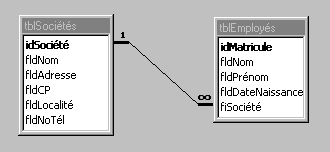 tblSociétés
idSociété
fldNom
fldAdresse
fldCP
fldLocalité
fldNoTél
1
∞
tblEmployés
idMatricule
fldNom
fldPrénom
fldDateNaissance
fiSociété